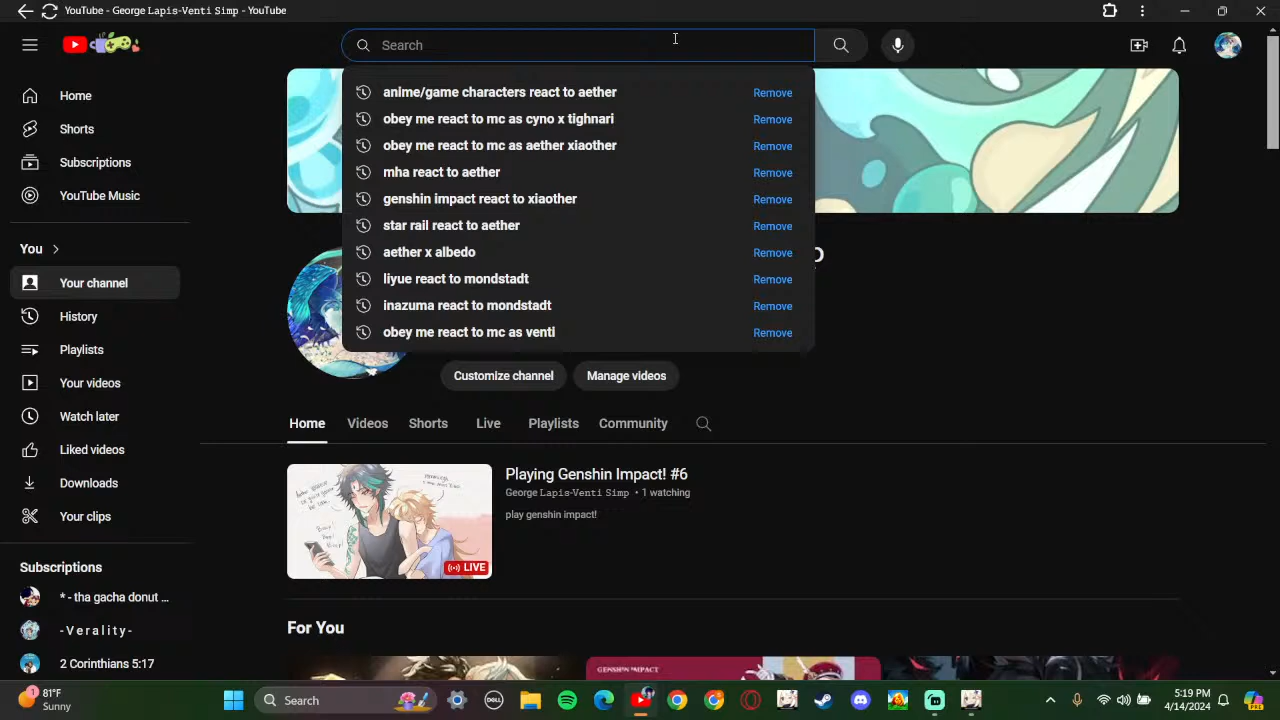 YouTube - George Lapis-Venti Simp - YouTube
Search
anime/game characters react to aether Remove
obey me react to mc as cyno x tighnari Remove
obey me react to mc as aether xiaother Remove
mha react to aether Remove
genshin impact react to xiaother Remove
star rail react to aether Remove
aether x albedo Remove
liyue react to mondstadt Remove
inazuma react to mondstadt Remove
obey me react to mc as venti Remove
Home
Shorts
Subscriptions
YouTube Music
You
Your channel
History
Playlists
Your videos
Watch later
Liked videos
Downloads
Your clips
Subscriptions
* - tha gacha donut ...
- V e r a l i t y -
2 Corinthians 5:17
Customize channel Manage videos
Home Videos Shorts Live Playlists Community
Playing Genshin Impact! #6
George Lapis-Venti Simp • 1 watching
play genshin impact!
LIVE
For You
GENSHIN IMPACT
1
81°F
Sunny
Search
DELL
5:19 PM
4/14/2024